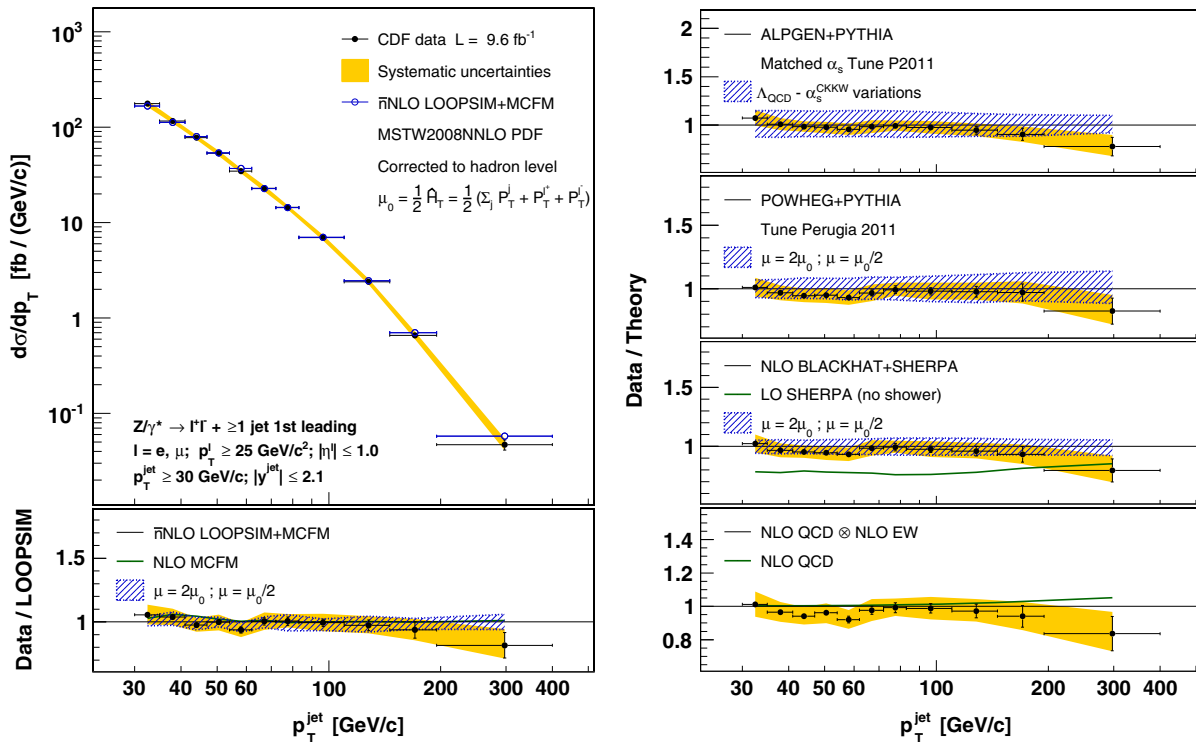 10³
10²
10
1
10⁻¹
dσ/dp_T [fb / (GeV/c)]
CDF data L = 9.6 fb⁻¹
Systematic uncertainties
n̄NLO LOOPSIM+MCFM
MSTW2008NNLO PDF
Corrected to hadron level
μ₀ = 1/2 Ĥ_T = 1/2 (Σ_j P_T^j + P_T^l⁺ + P_T^l⁻)
Z/γ* → l⁺l⁻ + ≥1 jet 1st leading
l = e, μ; p_T^l ≥ 25 GeV/c²; |η^l| ≤ 1.0
p_T^jet ≥ 30 GeV/c; |y^jet| ≤ 2.1
Data / LOOPSIM
1.5
1
n̄NLO LOOPSIM+MCFM
NLO MCFM
μ = 2μ₀ ; μ = μ₀/2
30 40 50 60 100 200 300 400
p_T^jet [GeV/c]
Data / Theory
2
1.5
1
ALPGEN+PYTHIA
Matched α_s Tune P2011
Λ_QCD - α_s^CKKW variations
1.5
1
POWHEG+PYTHIA
Tune Perugia 2011
μ = 2μ₀ ; μ = μ₀/2
1.5
1
NLO BLACKHAT+SHERPA
LO SHERPA (no shower)
μ = 2μ₀ ; μ = μ₀/2
1.4
1.2
1
0.8
NLO QCD ⊗ NLO EW
NLO QCD
30 40 50 60 100 200 300 400
p_T^jet [GeV/c]